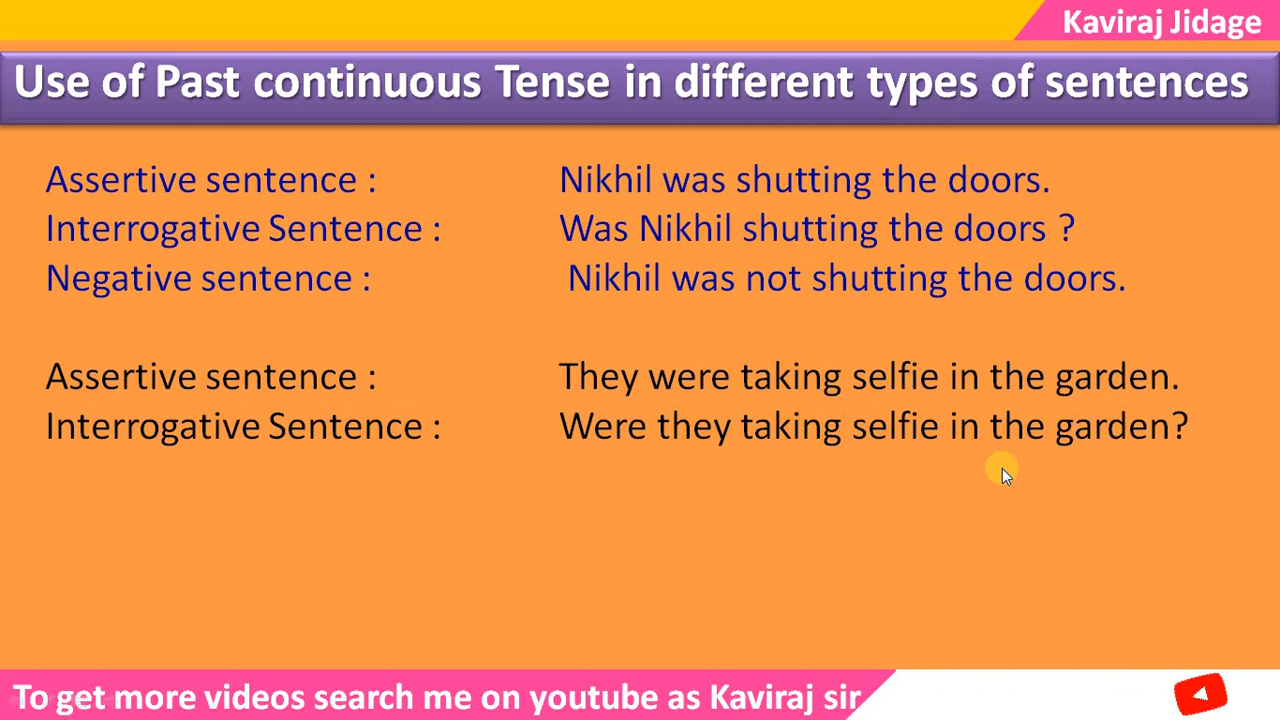 Kaviraj Jidage
Use of Past continuous Tense in different types of sentences
Assertive sentence : Nikhil was shutting the doors.
Interrogative Sentence : Was Nikhil shutting the doors ?
Negative sentence : Nikhil was not shutting the doors.
Assertive sentence : They were taking selfie in the garden.
Interrogative Sentence : Were they taking selfie in the garden?
To get more videos search me on youtube as Kaviraj sir